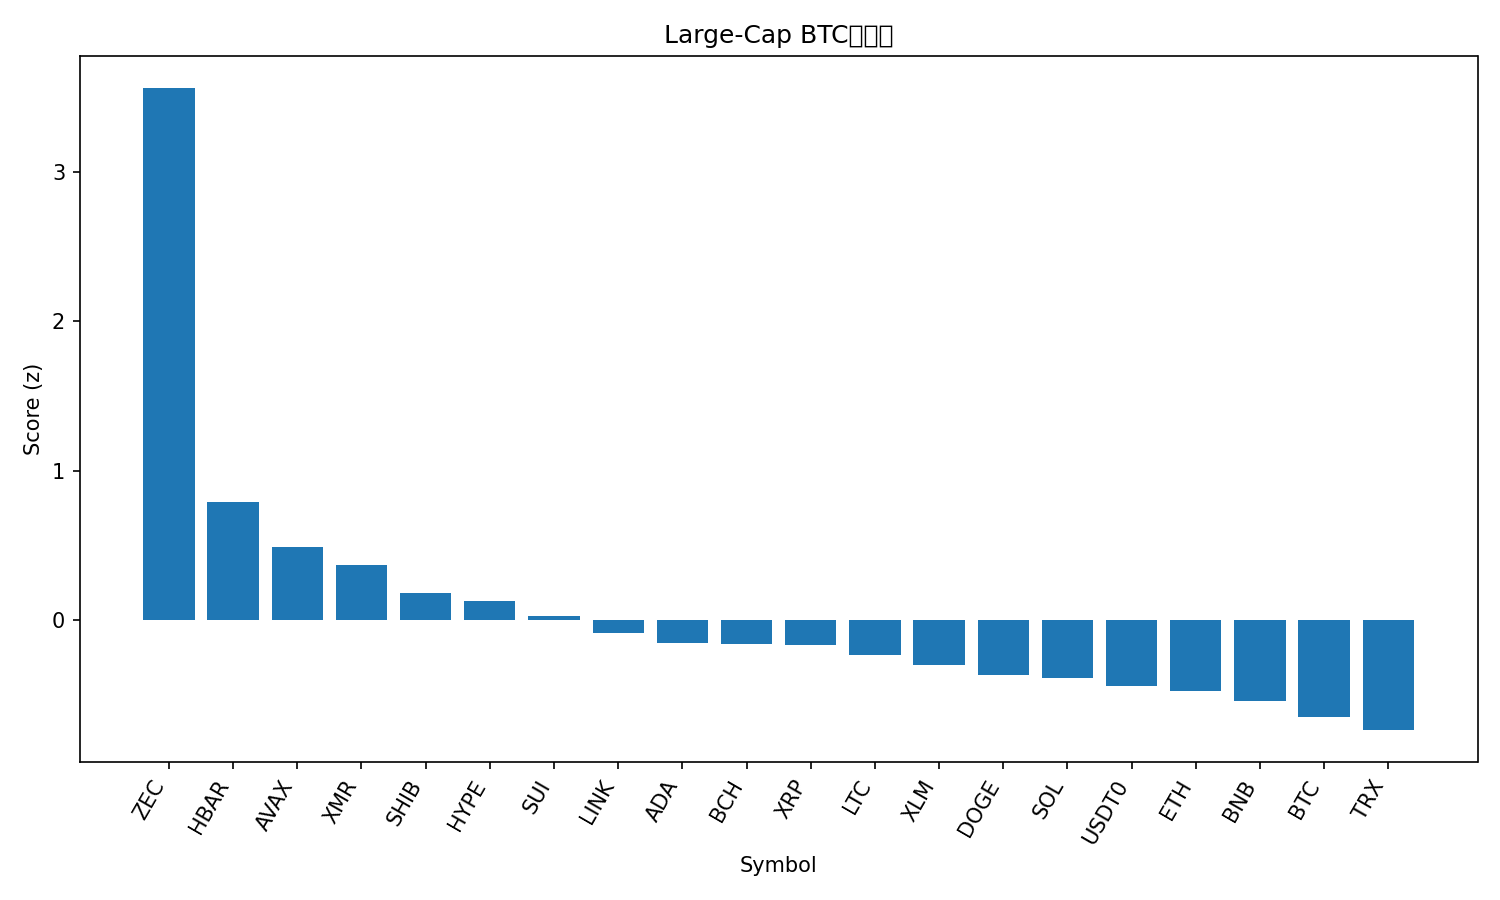 Large-Cap BTC
Score (z)
3
2
1
0
ZEC
HBAR
AVAX
XMR
SHIB
HYPE
SUI
LINK
ADA
BCH
XRP
LTC
XLM
DOGE
SOL
USDT0
ETH
BNB
BTC
TRX
Symbol